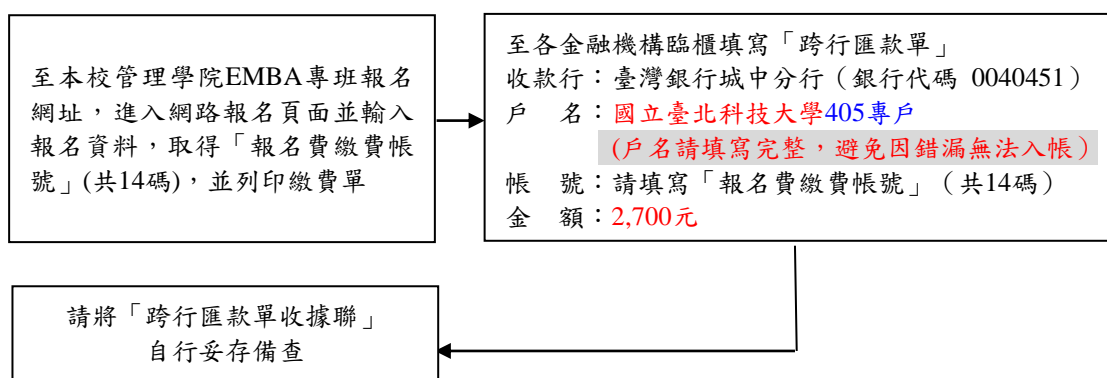 至本校管理學院EMBA專班報名
網址，進入網路報名頁面並輸入
報名資料，取得「報名費繳費帳
號」(共14碼)，並列印繳費單
至各金融機構臨櫃填寫「跨行匯款單」
收款行：臺灣銀行城中分行（銀行代碼 0040451）
戶　名：國立臺北科技大學405專戶
(戶名請填寫完整，避免因錯漏無法入帳）
帳　號：請填寫「報名費繳費帳號」（共14碼）
金　額：2,700元
請將「跨行匯款單收據聯」
自行妥存備查